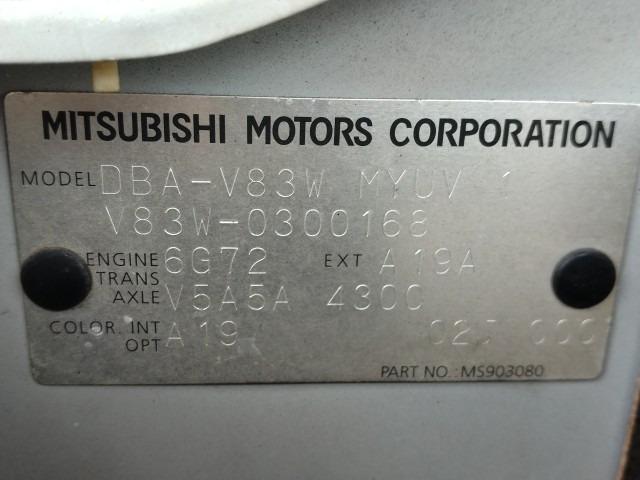 MITSUBISHI MOTORS CORPORATION
MODEL DBA-V83W MYUV 1
V83W-0300168
ENGINE 6G72 EXT A19A
TRANS AXLE V5A5A 4300
COLOR. INT OPT A19
PART NO.:MS903080